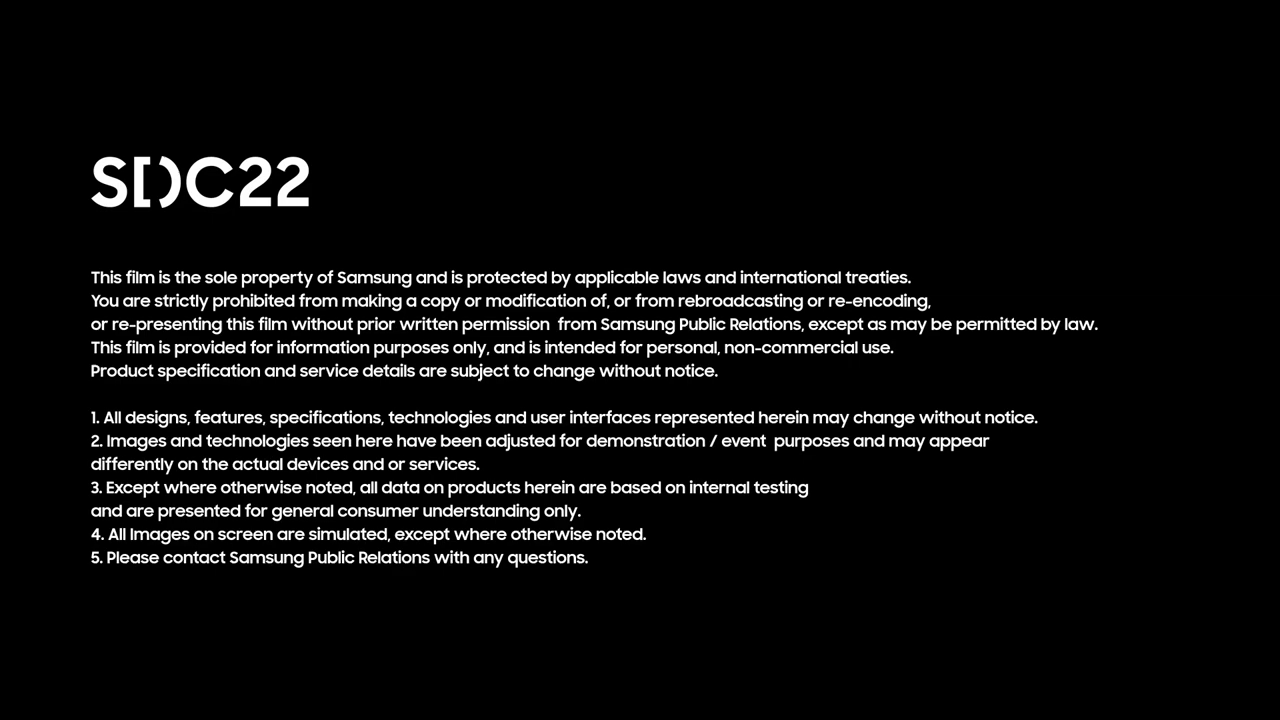 SDC22
This film is the sole property of Samsung and is protected by applicable laws and international treaties.
You are strictly prohibited from making a copy or modification of, or from rebroadcasting or re-encoding,
or re-presenting this film without prior written permission  from Samsung Public Relations, except as may be permitted by law.
This film is provided for information purposes only, and is intended for personal, non-commercial use.
Product specification and service details are subject to change without notice.
1. All designs, features, specifications, technologies and user interfaces represented herein may change without notice.
2. Images and technologies seen here have been adjusted for demonstration / event  purposes and may appear
differently on the actual devices and or services.
3. Except where otherwise noted, all data on products herein are based on internal testing
and are presented for general consumer understanding only.
4. All Images on screen are simulated, except where otherwise noted.
5. Please contact Samsung Public Relations with any questions.